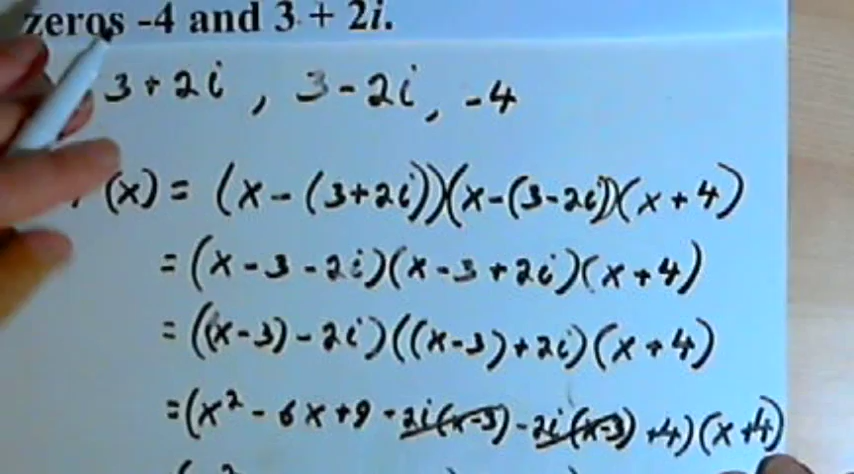 zeros -4 and 3 + 2i.
3+2i, 3-2i, -4
(x) = (x-(3+2i))(x-(3-2i))(x+4)
= (x-3-2i)(x-3+2i)(x+4)
= ((x-3)-2i)((x-3)+2i)(x+4)
= (x² - 6x+9 - 2i(x-3) - 2i(x-3) +4)(x+4)